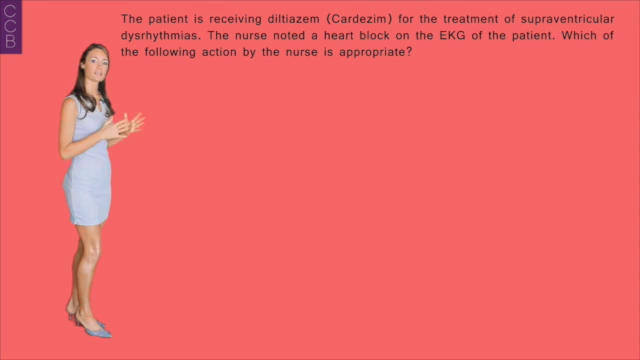 CCB
The patient is receiving diltiazem (Cardezim) for the treatment of supraventricular
dysrhythmias. The nurse noted a heart block on the EKG of the patient. Which of
the following action by the nurse is appropriate?